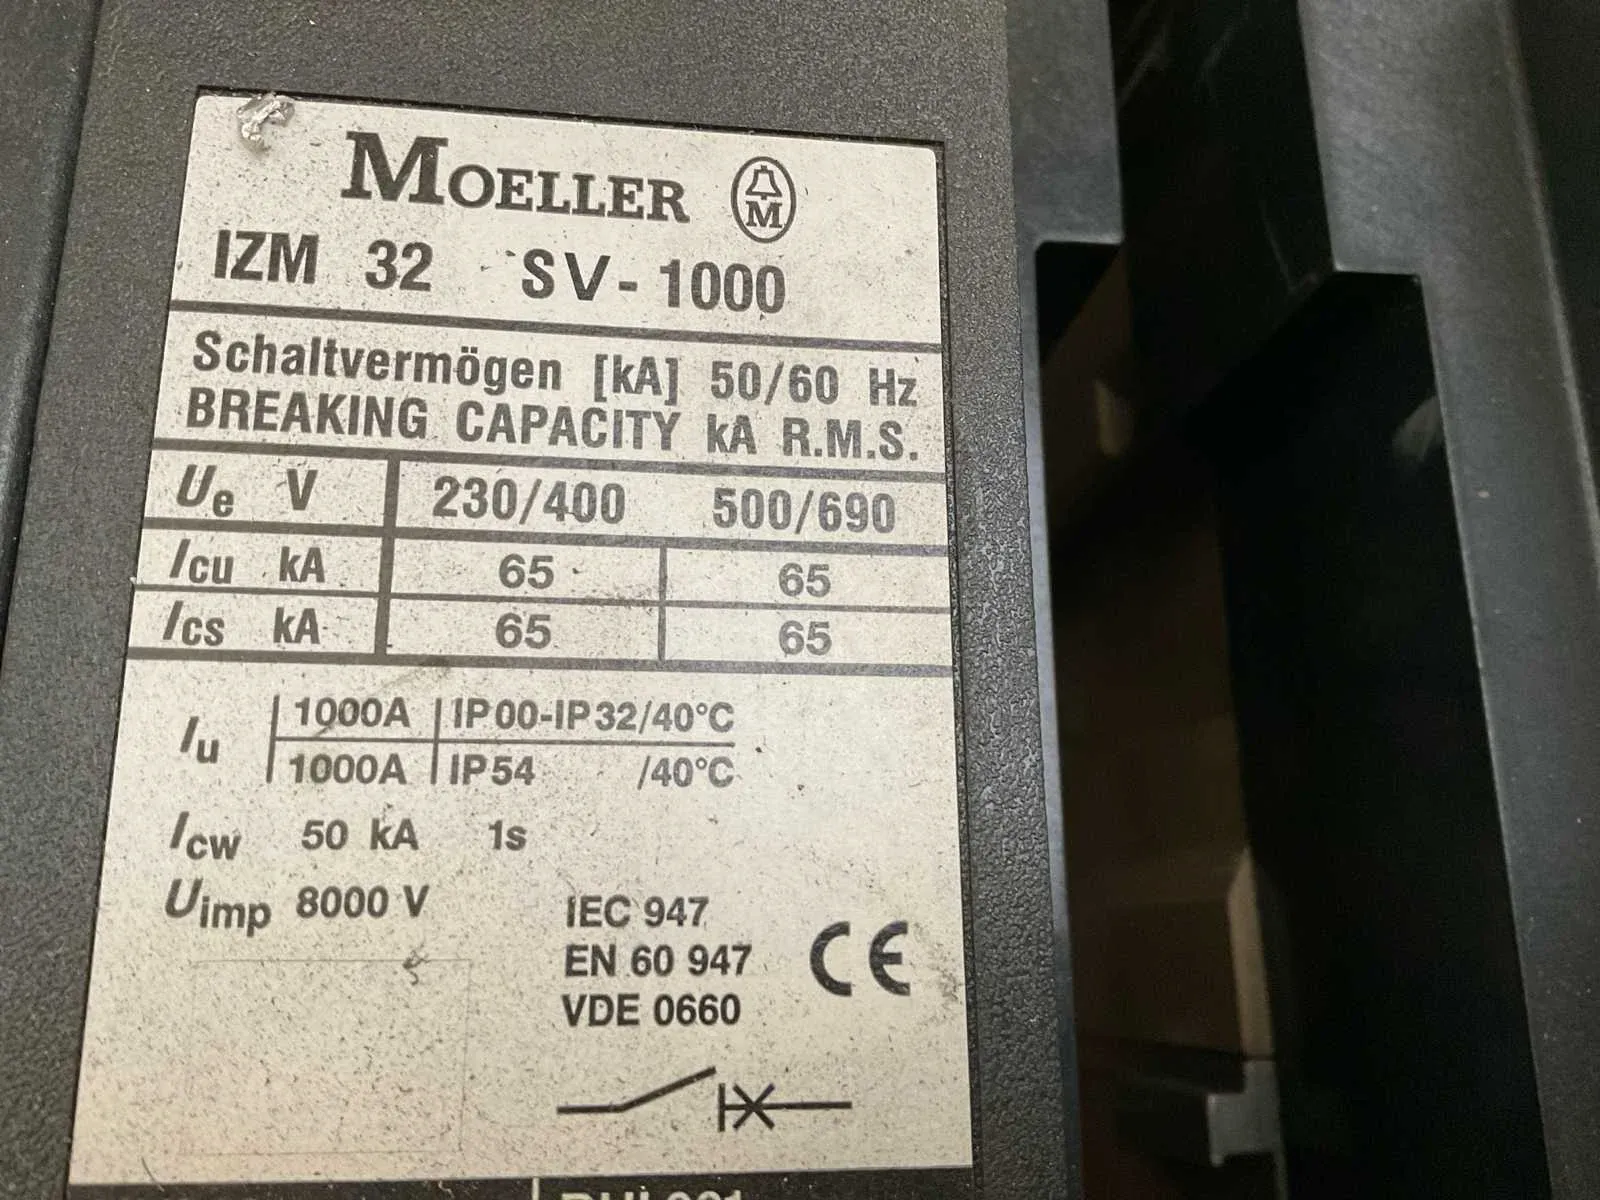 MOELLER M
IZM 32 SV-1000
Schaltvermögen [kA] 50/60 Hz
BREAKING CAPACITY kA R.M.S.
Ue V 230/400 500/690
Icu kA 65 65
Ics kA 65 65
Iu 1000A IP00-IP32/40°C
1000A IP54 /40°C
Icw 50 kA 1s
Uimp 8000 V
IEC 947
EN 60 947 CE
VDE 0660